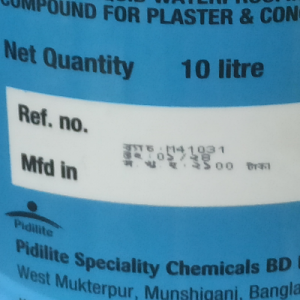 COMPOUND FOR PLASTER & CON
Net Quantity 10 litre
Ref. no.
ব্যাচ: M41031
Mfd in
Pidilite
Pidilite Speciality Chemicals BD
West Mukterpur, Munshiganj, Bangla